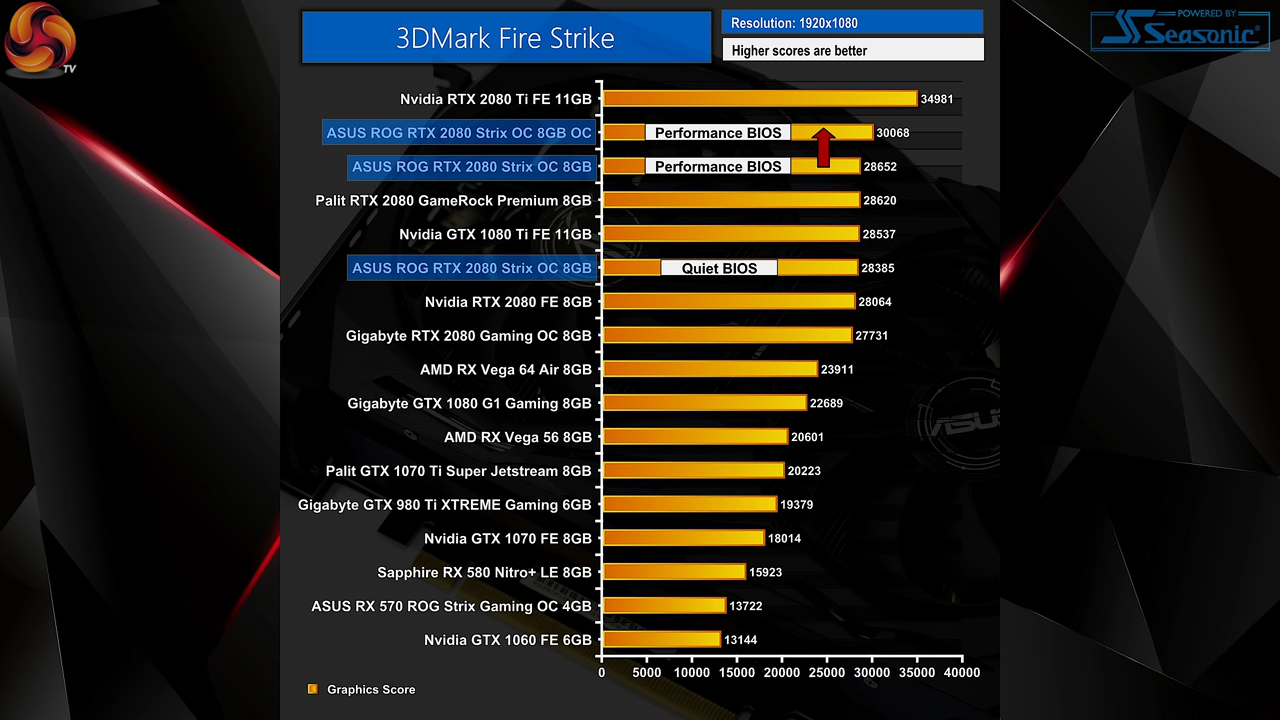 3DMark Fire Strike
Resolution: 1920x1080
Higher scores are better
POWERED BY
Seasonic®
TV
Nvidia RTX 2080 Ti FE 11GB 34981
ASUS ROG RTX 2080 Strix OC 8GB OC Performance BIOS 30068
ASUS ROG RTX 2080 Strix OC 8GB Performance BIOS 28652
Palit RTX 2080 GameRock Premium 8GB 28620
Nvidia GTX 1080 Ti FE 11GB 28537
ASUS ROG RTX 2080 Strix OC 8GB Quiet BIOS 28385
Nvidia RTX 2080 FE 8GB 28064
Gigabyte RTX 2080 Gaming OC 8GB 27731
AMD RX Vega 64 Air 8GB 23911
Gigabyte GTX 1080 G1 Gaming 8GB 22689
AMD RX Vega 56 8GB 20601
Palit GTX 1070 Ti Super Jetstream 8GB 20223
Gigabyte GTX 980 Ti XTREME Gaming 6GB 19379
Nvidia GTX 1070 FE 8GB 18014
Sapphire RX 580 Nitro+ LE 8GB 15923
ASUS RX 570 ROG Strix Gaming OC 4GB 13722
Nvidia GTX 1060 FE 6GB 13144
0 5000 10000 15000 20000 25000 30000 35000 40000
Graphics Score
ASUS